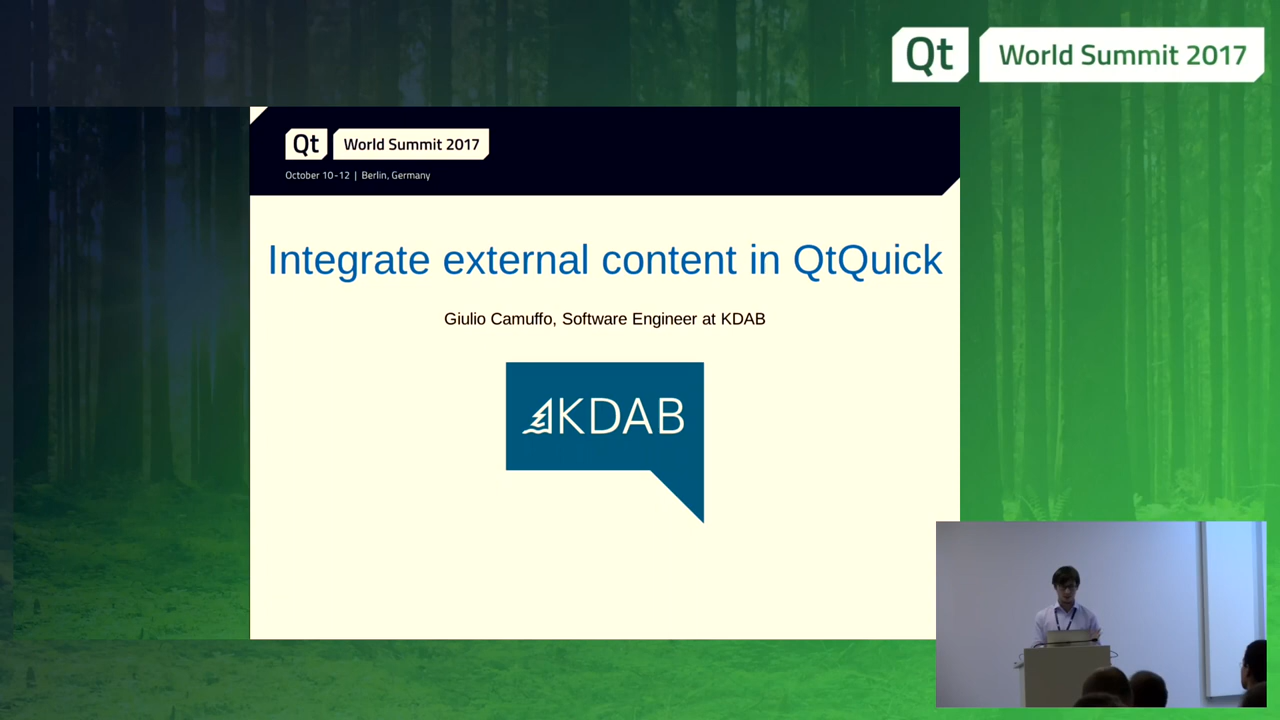 Qt World Summit 2017
Qt World Summit 2017
October 10-12 | Berlin, Germany
Integrate external content in QtQuick
Giulio Camuffo, Software Engineer at KDAB
KDAB